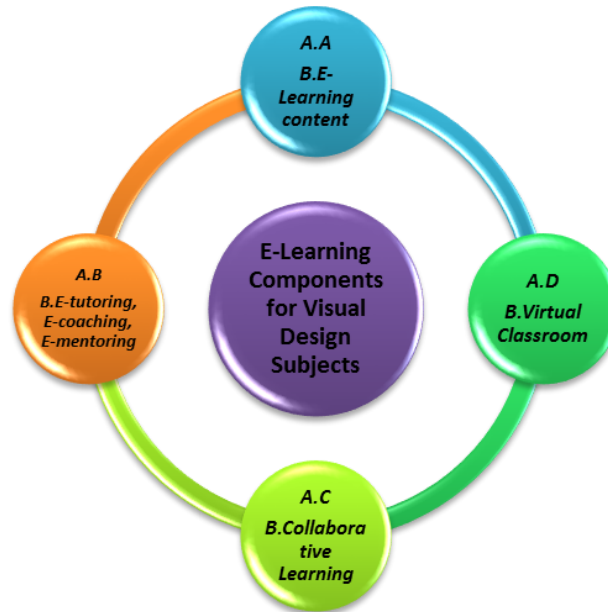 A.A
B.E-
Learning
content
E-Learning
Components
for Visual
Design
Subjects
A.B
B.E-tutoring,
E-coaching,
E-mentoring
A.D
B.Virtual
Classroom
A.C
B.Collabora
tive
Learning